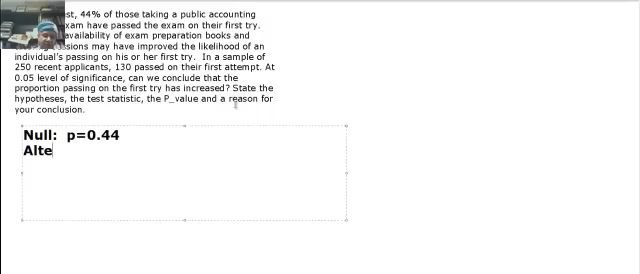 st, 44% of those taking a public accounting
xam have passed the exam on their first try.
availability of exam preparation books and
ssions may have improved the likelihood of an
individual's passing on his or her first try. In a sample of
250 recent applicants, 130 passed on their first attempt. At
0.05 level of significance, can we conclude that the
proportion passing on the first try has increased? State the
hypotheses, the test statistic, the P_value and a reason for
your conclusion.
Null: p=0.44
Alte